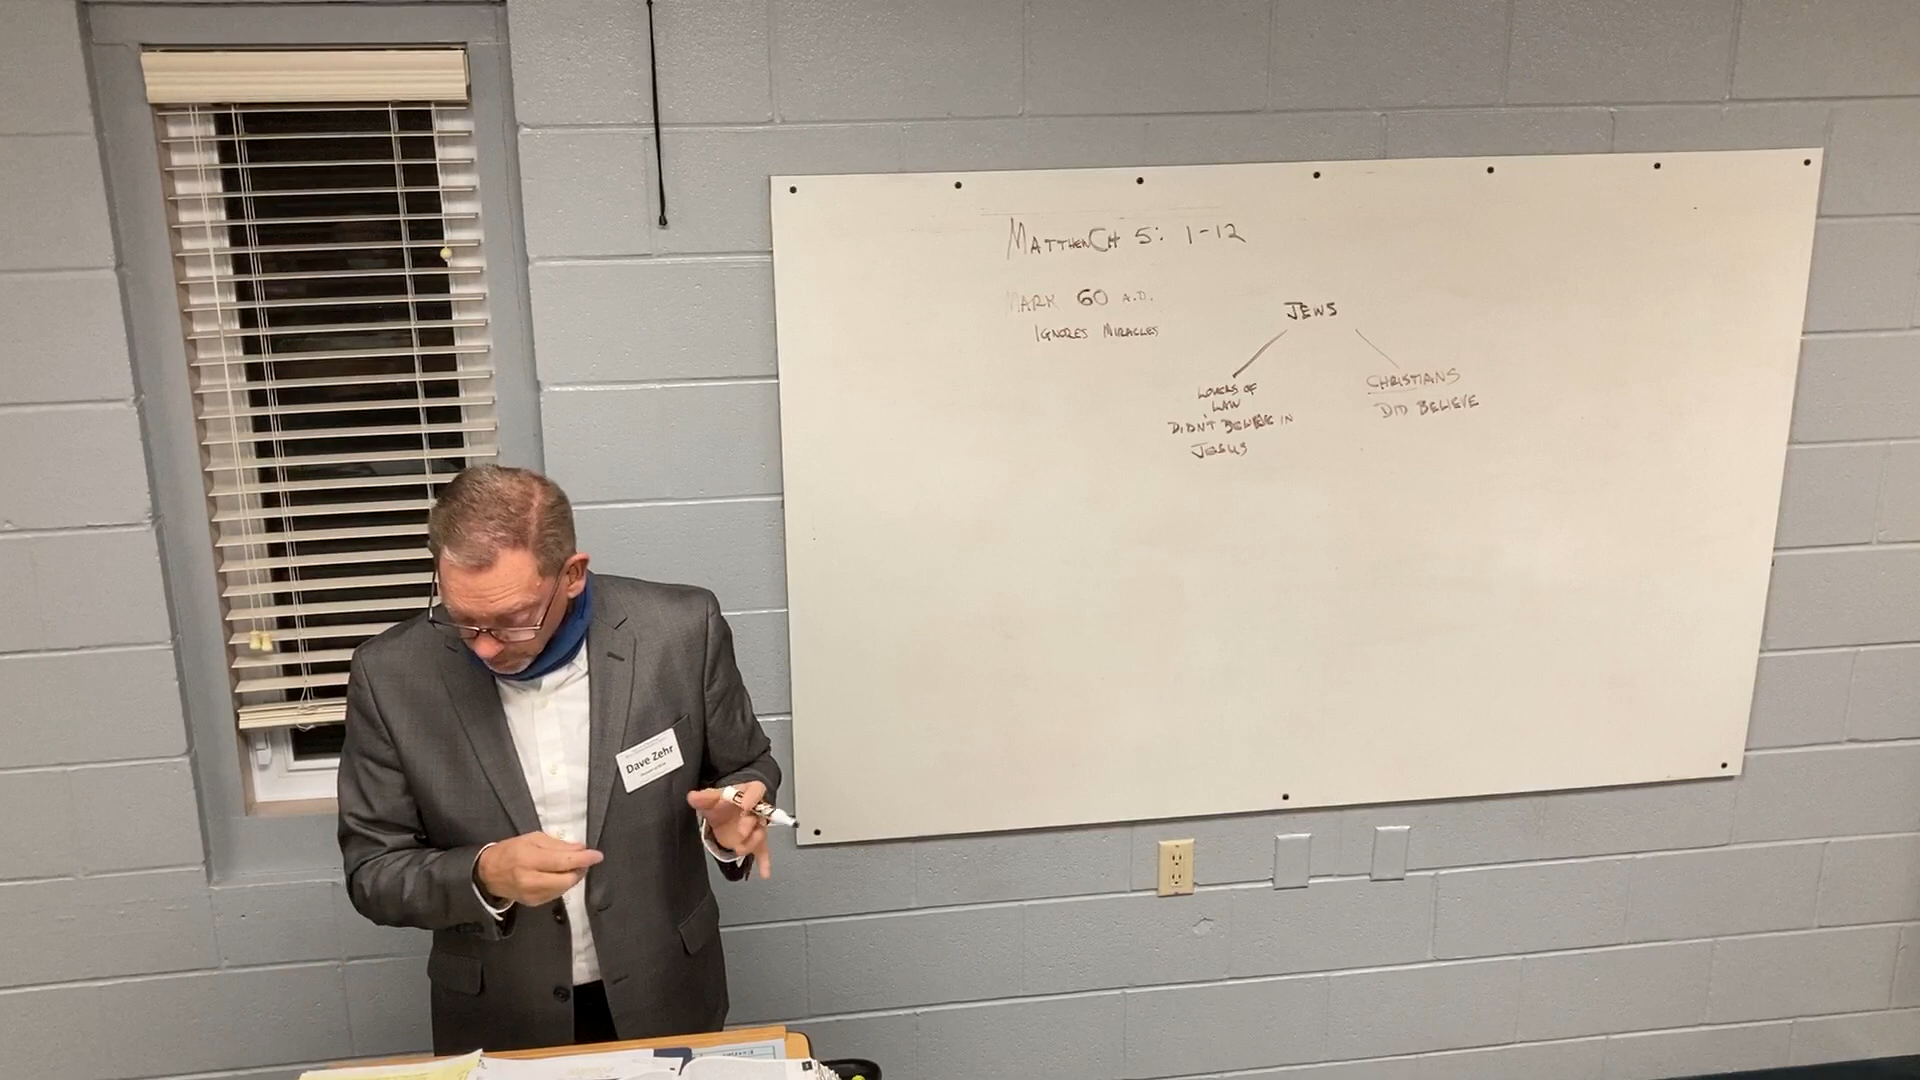 MATTHEW CH 5: 1-12
MARK 60 A.D.
IGNORES MIRACLES
JEWS
LOVERS OF
LAW
DIDN'T BELIEVE IN
JESUS
CHRISTIANS
DID BELIEVE
Dave Zehr